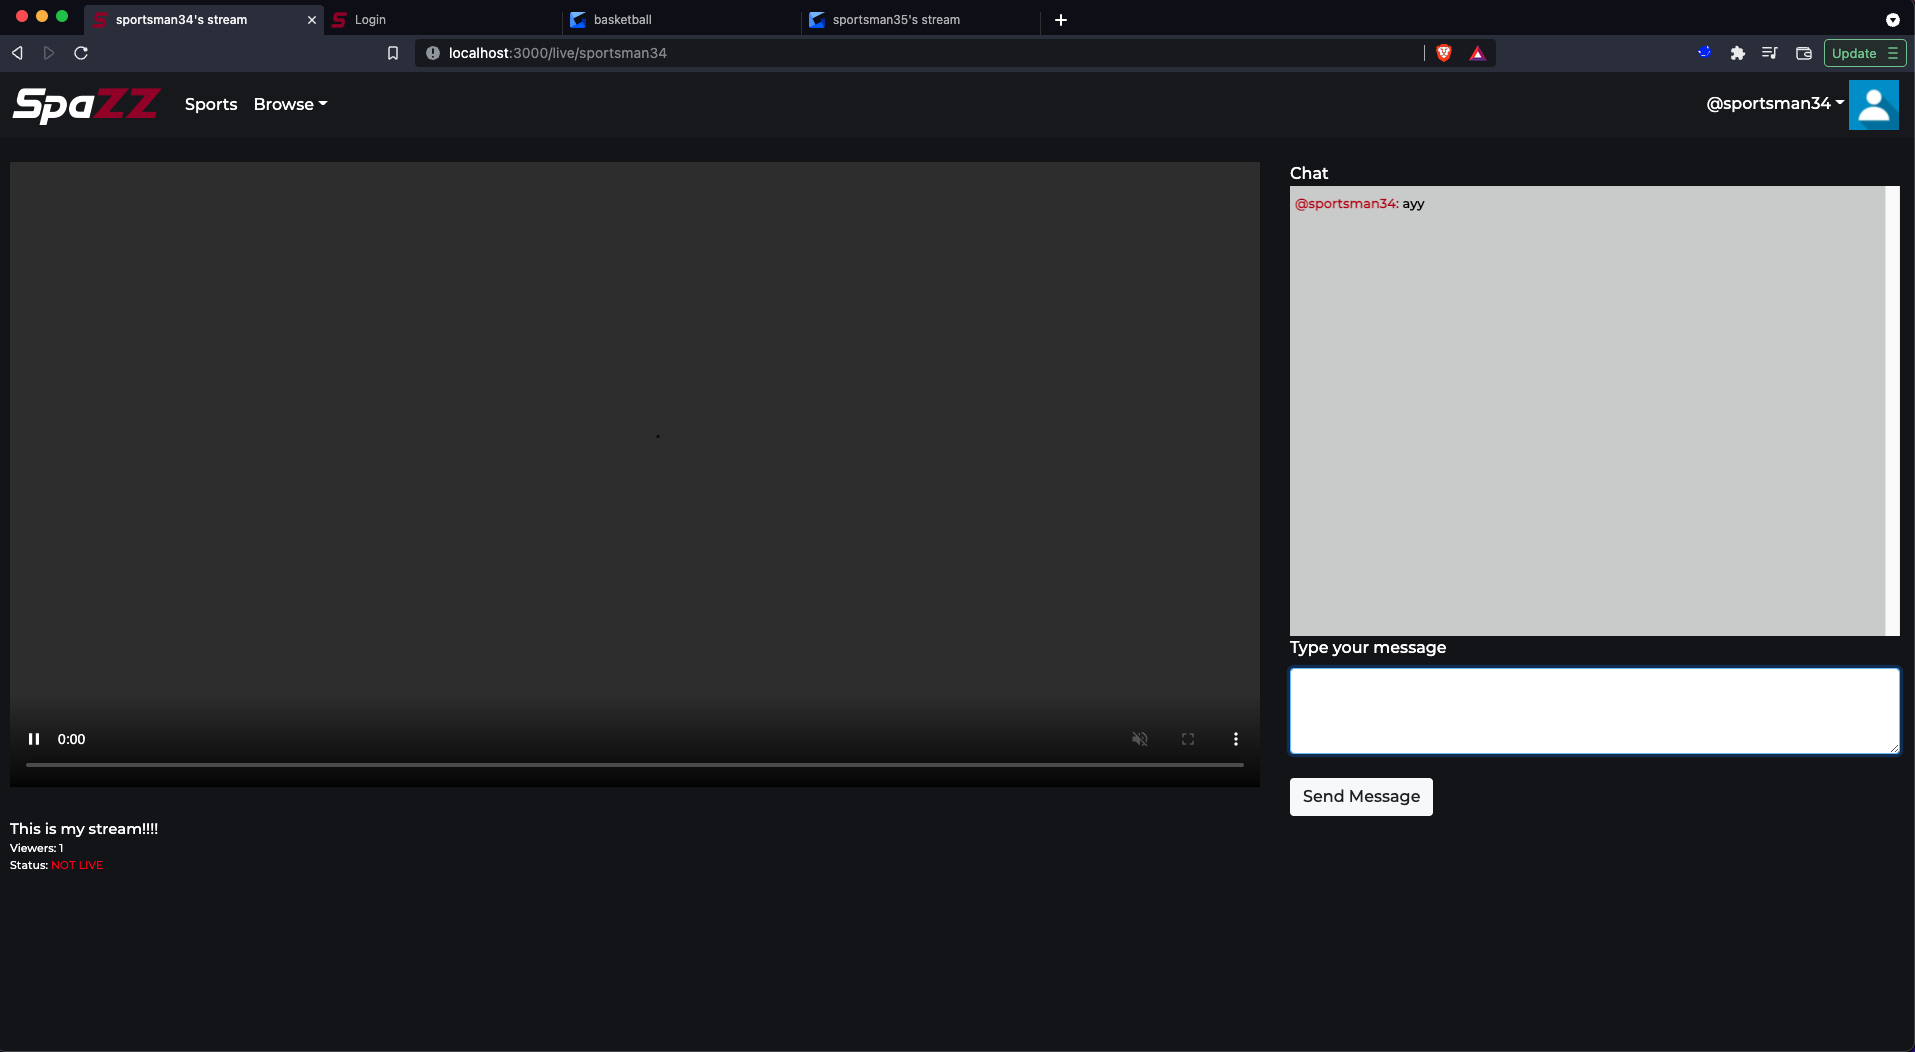 sportsman34's stream
Login
basketball
sportsman35's stream
localhost:3000/live/sportsman34
Update
SpaZZ
Sports
Browse
@sportsman34
Chat
@sportsman34: ayy
Type your message
0:00
Send Message
This is my stream!!!!
Viewers: 1
Status: NOT LIVE